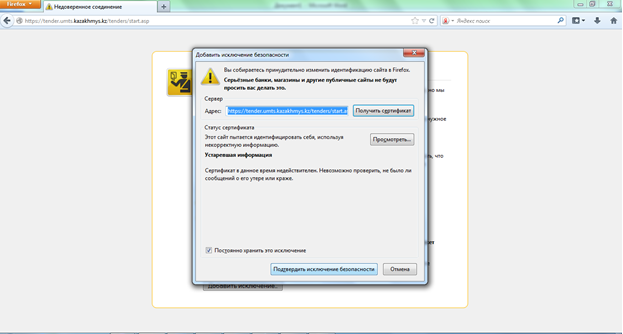 Firefox
Недоверенное соединение
https://tender.umts.kazakhmys.kz/tenders/start.asp
Яндекс поиск
Добавить исключение безопасности
Вы собираетесь принудительно изменить идентификацию сайта в Firefox.
Серьёзные банки, магазины и другие публичные сайты не будут
просить вас делать это.
Сервер
Адрес: https://tender.umts.kazakhmys.kz/tenders/start.a
Получить сертификат
Статус сертификата
Этот сайт пытается идентифицировать себя, используя
некорректную информацию.
Просмотреть...
Устаревшая информация
Сертификат в данное время недействителен. Невозможно проверить, не было ли
сообщений о его утере или краже.
Постоянно хранить это исключение
Подтвердить исключение безопасности
Отмена
Добавить исключение...